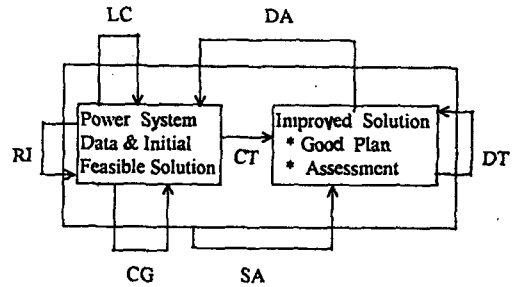 LC
DA
Power System
Data & Initial
Feasible Solution
RI
CT
Improved Solution
* Good Plan
* Assessment
DT
CG
SA